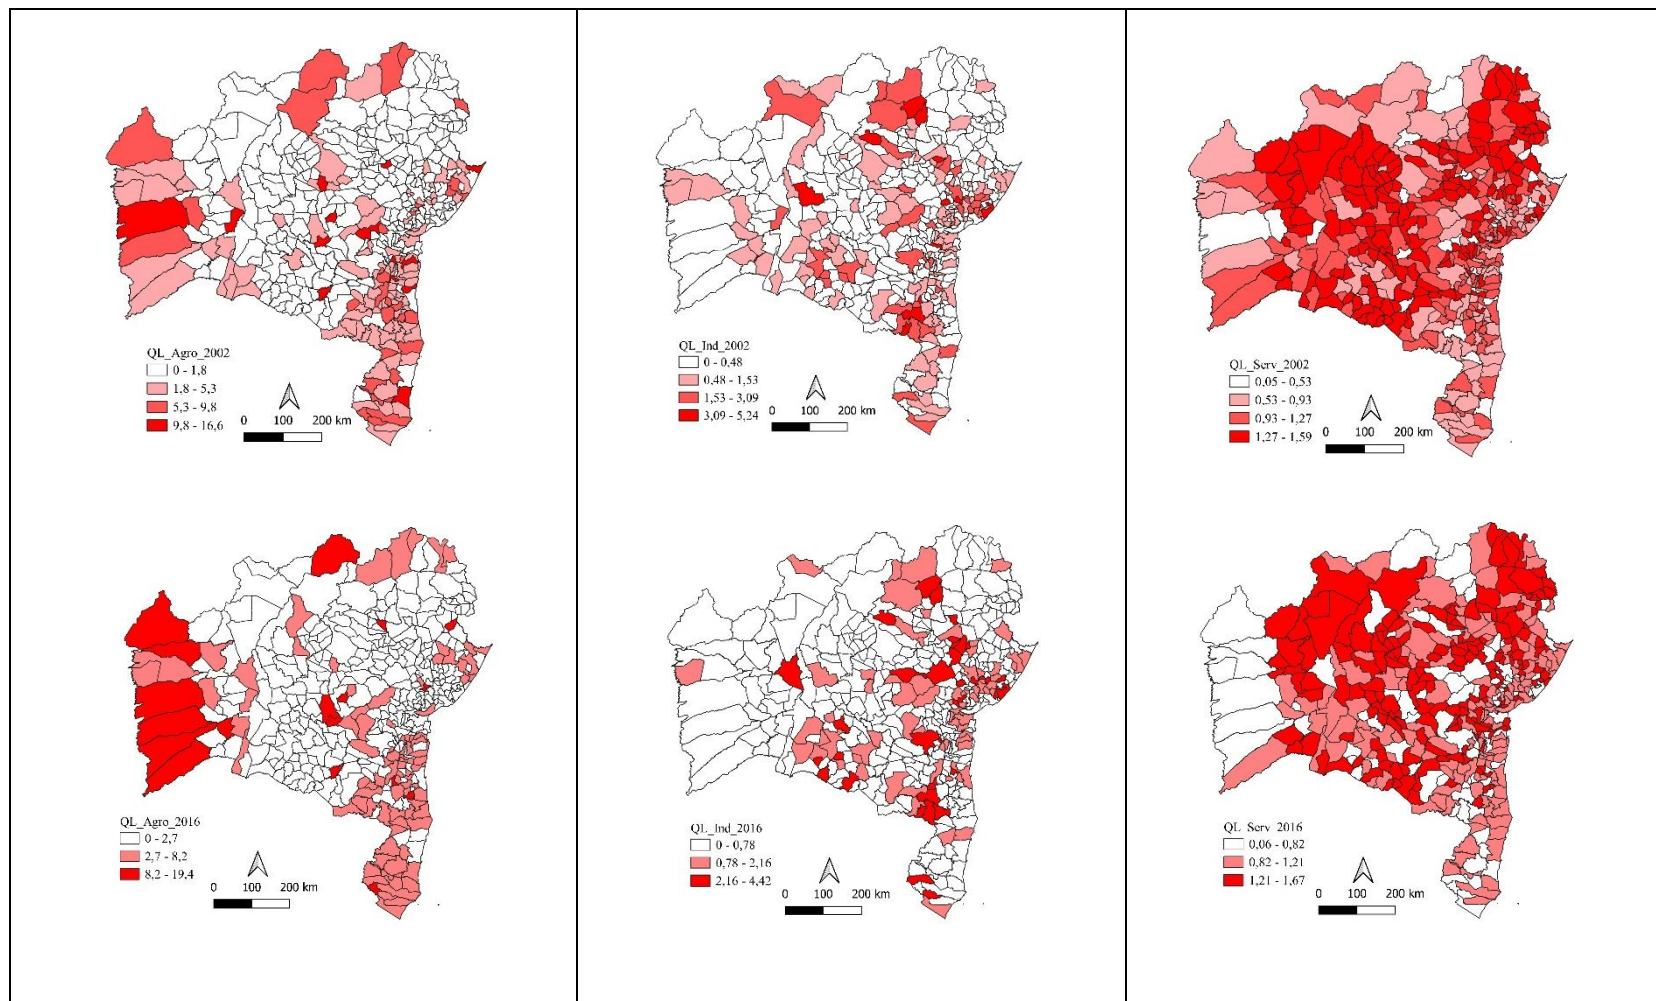 QL_Agro_2002
0 - 1,8
1,8 - 5,3
5,3 - 9,8
9,8 - 16,6
0 100 200 km
QL_Ind_2002
0 - 0,48
0,48 - 1,53
1,53 - 3,09
3,09 - 5,24
0 100 200 km
QL_Serv_2002
0,05 - 0,53
0,53 - 0,93
0,93 - 1,27
1,27 - 1,59
0 100 200 km
QL_Agro_2016
0 - 2,7
2,7 - 8,2
8,2 - 19,4
0 100 200 km
QL_Ind_2016
0 - 0,78
0,78 - 2,16
2,16 - 4,42
0 100 200 km
QL_Serv_2016
0,06 - 0,82
0,82 - 1,21
1,21 - 1,67
0 100 200 km